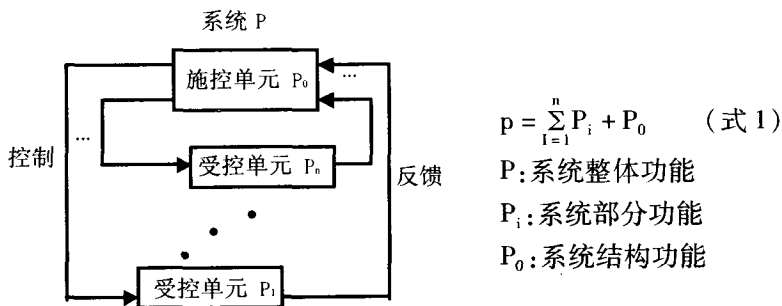 系统 P
施控单元 P₀
...
...
控制
受控单元 Pₙ
反馈
受控单元 P₁
p = ∑ᵢ₌₁ⁿ Pᵢ + P₀ (式 1)
P:系统整体功能
Pᵢ:系统部分功能
P₀:系统结构功能